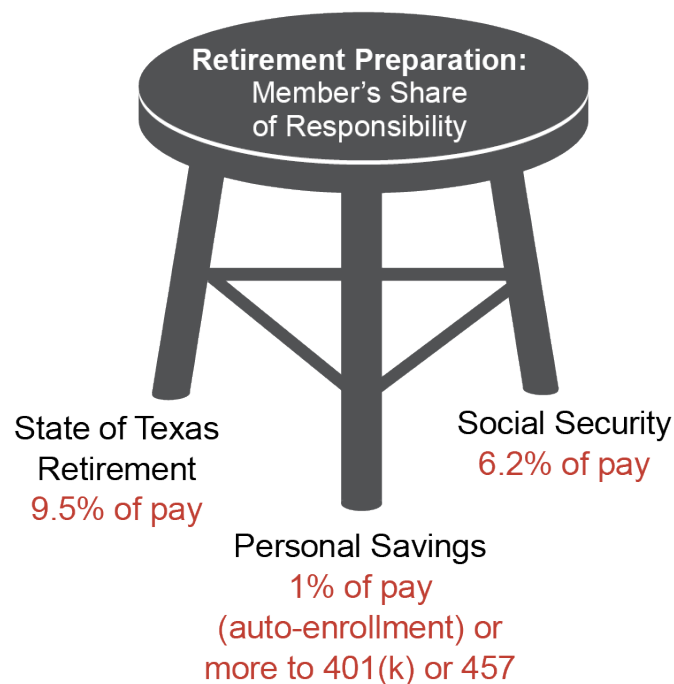 Retirement Preparation:
Member’s Share
of Responsibility
State of Texas
Retirement
9.5% of pay
Social Security
6.2% of pay
Personal Savings
1% of pay
(auto-enrollment) or
more to 401(k) or 457